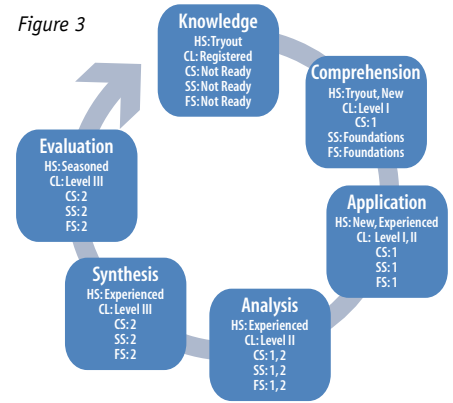 Figure 3
Knowledge
HS: Tryout
CL: Registered
CS: Not Ready
SS: Not Ready
FS: Not Ready
Comprehension
HS: Tryout, New
CL: Level I
CS: 1
SS: Foundations
FS: Foundations
Application
HS: New, Experienced
CL: Level I, II
CS: 1
SS: 1
FS: 1
Analysis
HS: Experienced
CL: Level II
CS: 1, 2
SS: 1, 2
FS: 1, 2
Synthesis
HS: Experienced
CL: Level III
CS: 2
SS: 2
FS: 2
Evaluation
HS: Seasoned
CL: Level III
CS: 2
SS: 2
FS: 2